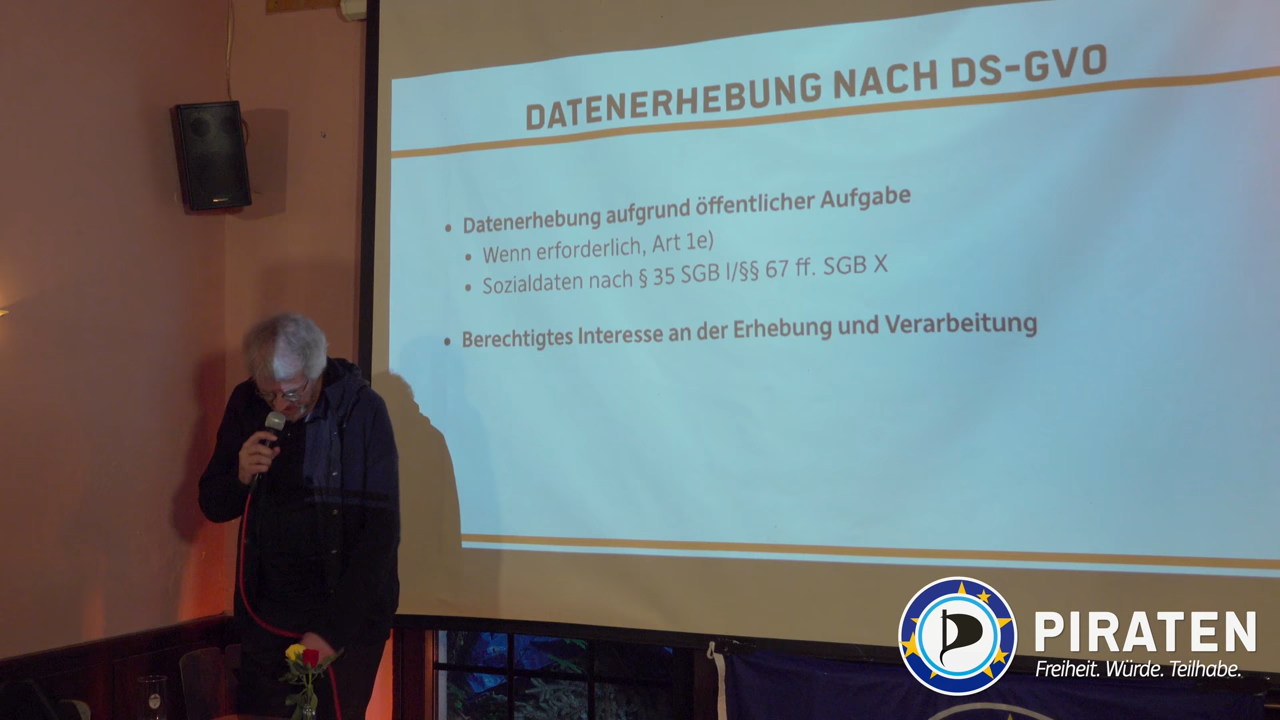 DATENERHEBUNG NACH DS-GVO
• Datenerhebung aufgrund öffentlicher Aufgabe
• Wenn erforderlich, Art 1e)
• Sozialdaten nach § 35 SGB I/§§ 67 ff. SGB X
• Berechtigtes Interesse an der Erhebung und Verarbeitung
PIRATEN
Freiheit. Würde. Teilhabe.